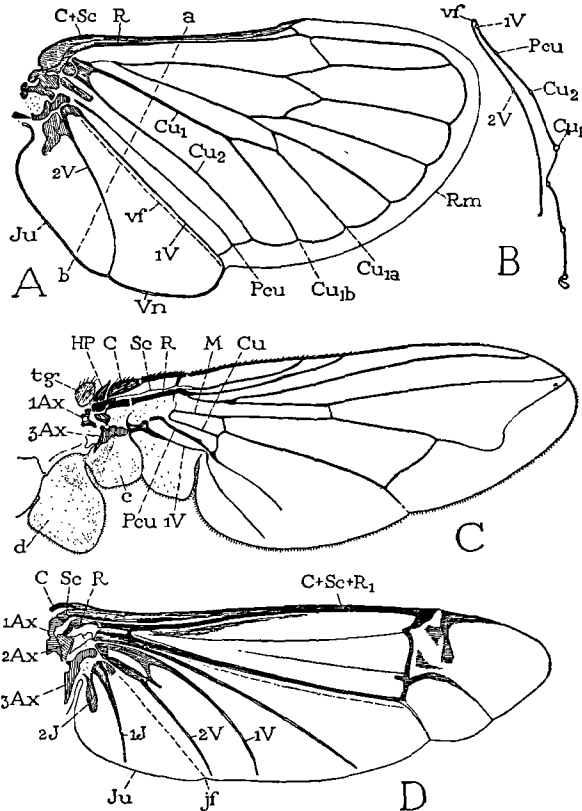 C+Sc R a
Cu1
Cu2
2V
vf
1V
Ju
b
Vn
Pcu
Cu1b
Cu1a
Rm
A
vf
1V
Pcu
Cu2
2V
Cu1
B
HP C Sc R M Cu
tgr
1Ax
3Ax
c
d
Pcu 1V
C
C Sc R C+Sc+R1
1Ax
2Ax
3Ax
2J
1J
2V
1V
Ju
jf
D